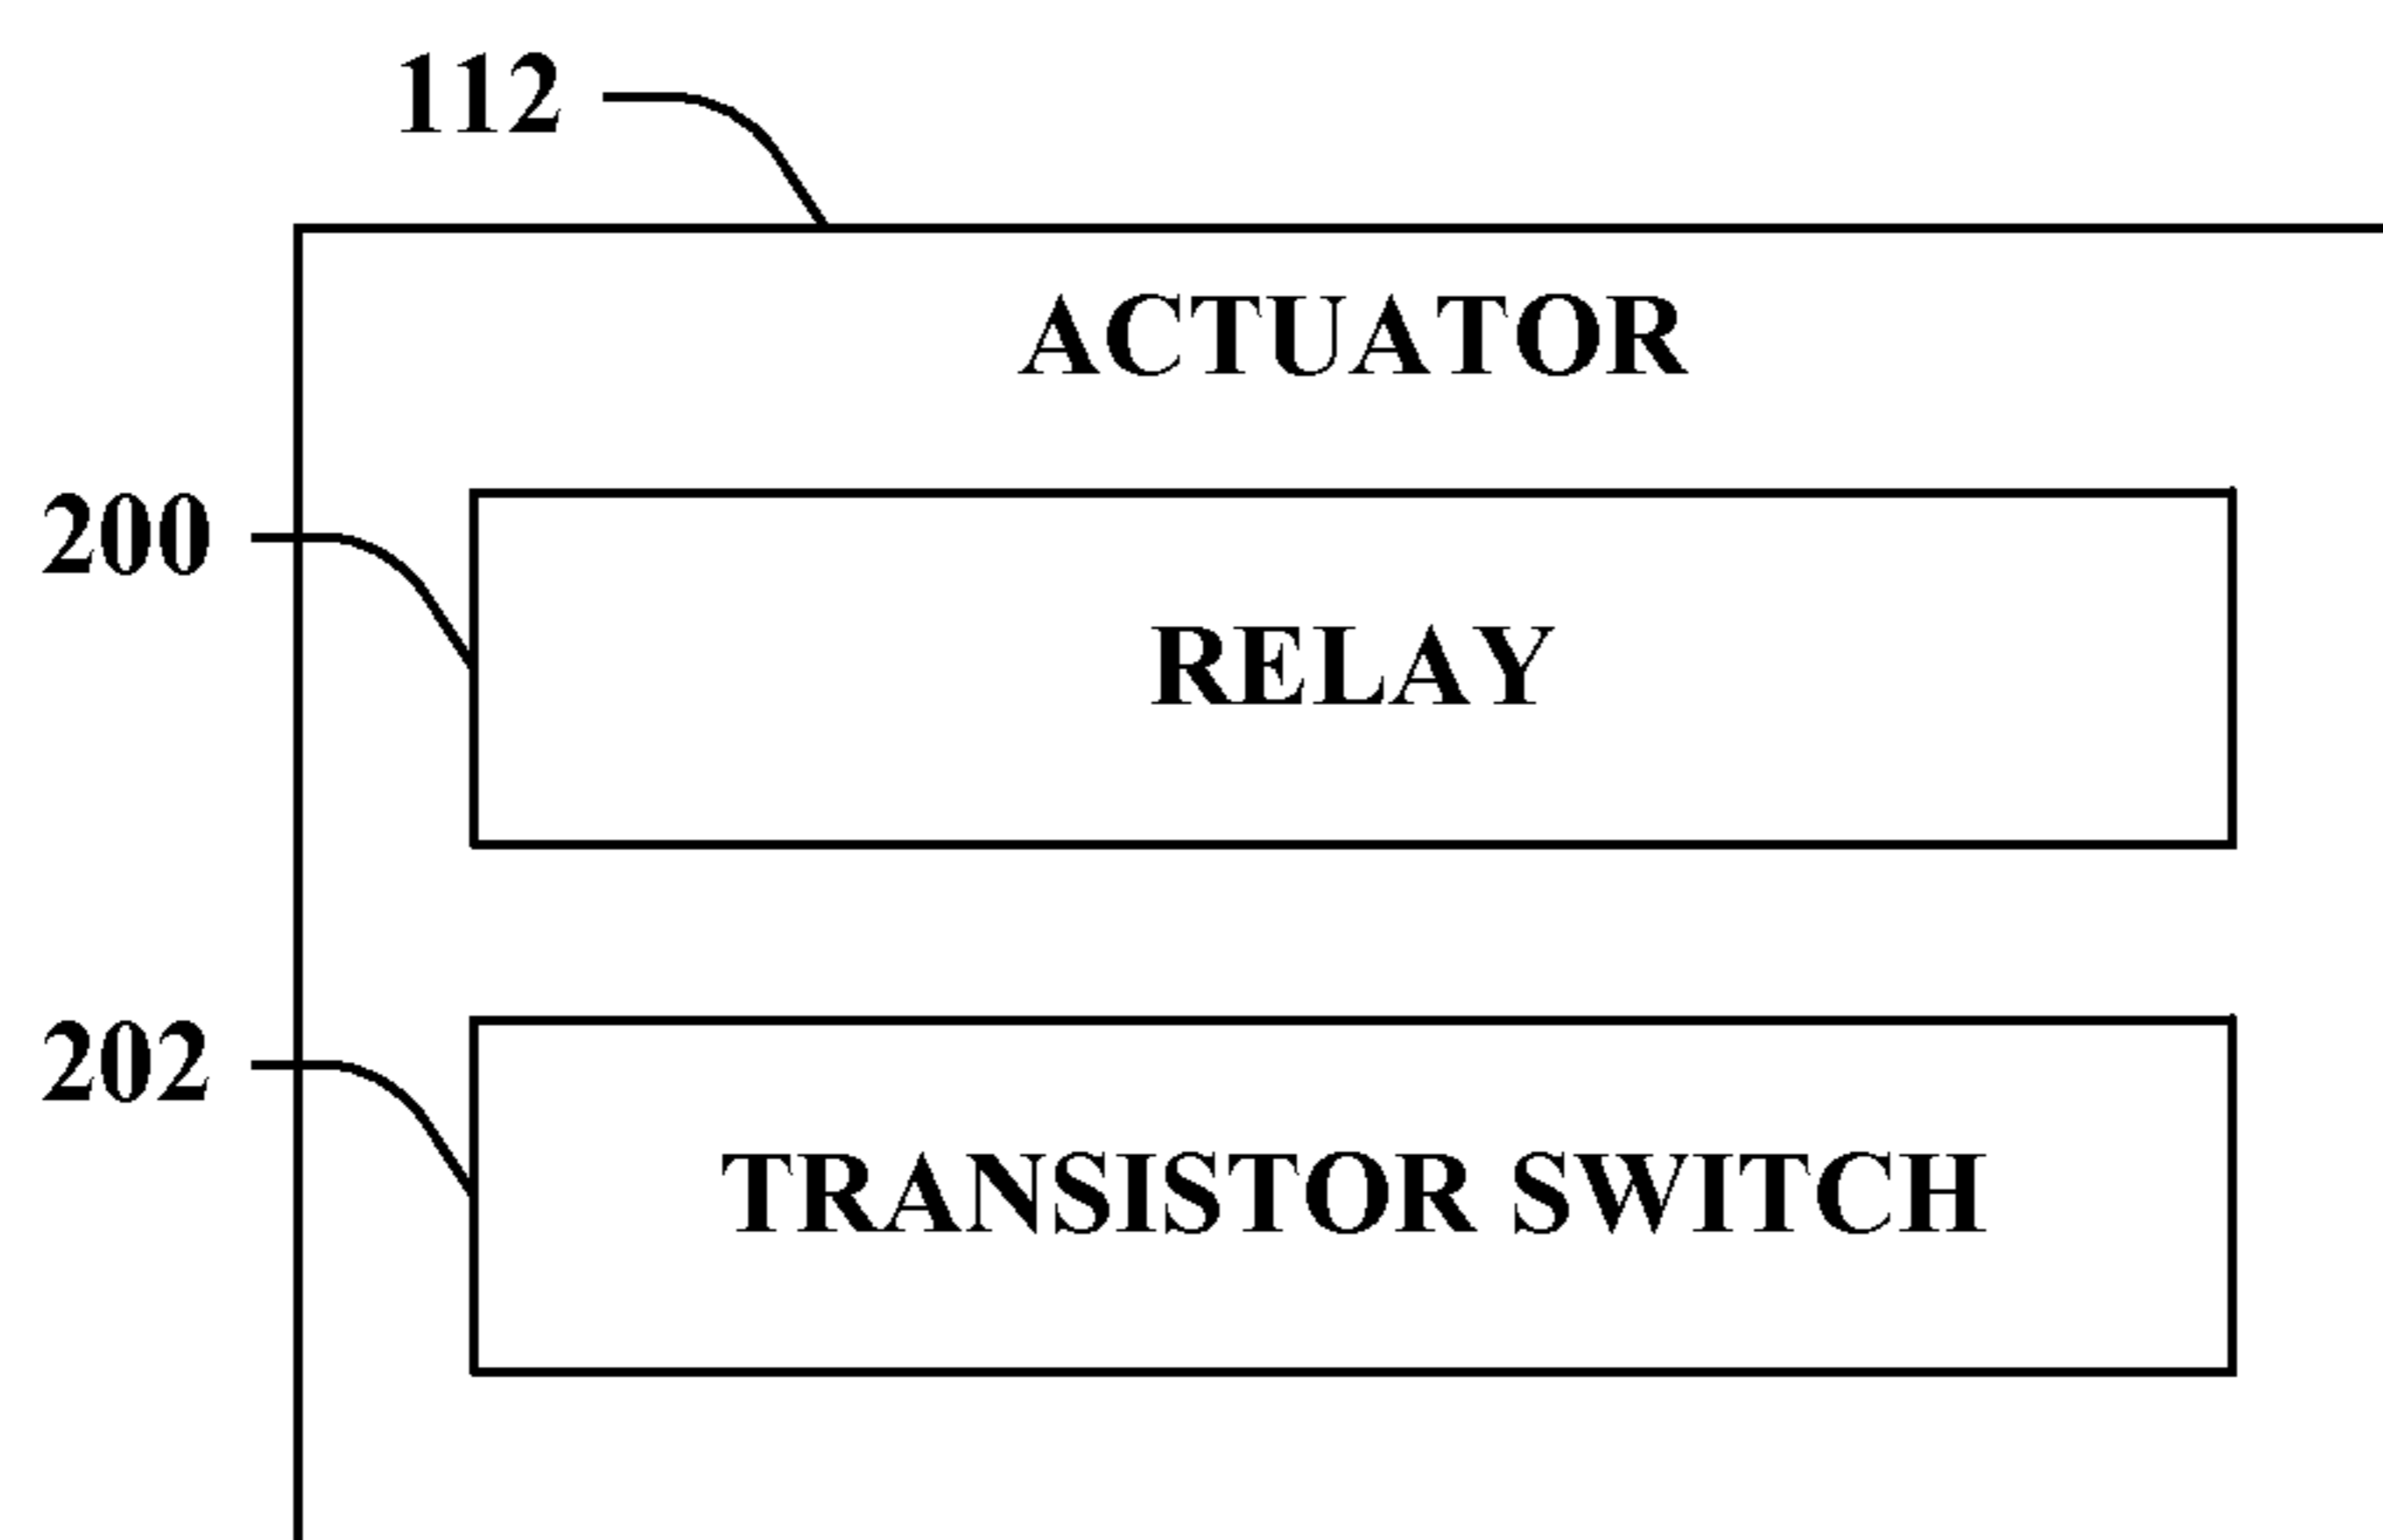 112
ACTUATOR
200
RELAY
202
TRANSISTOR SWITCH